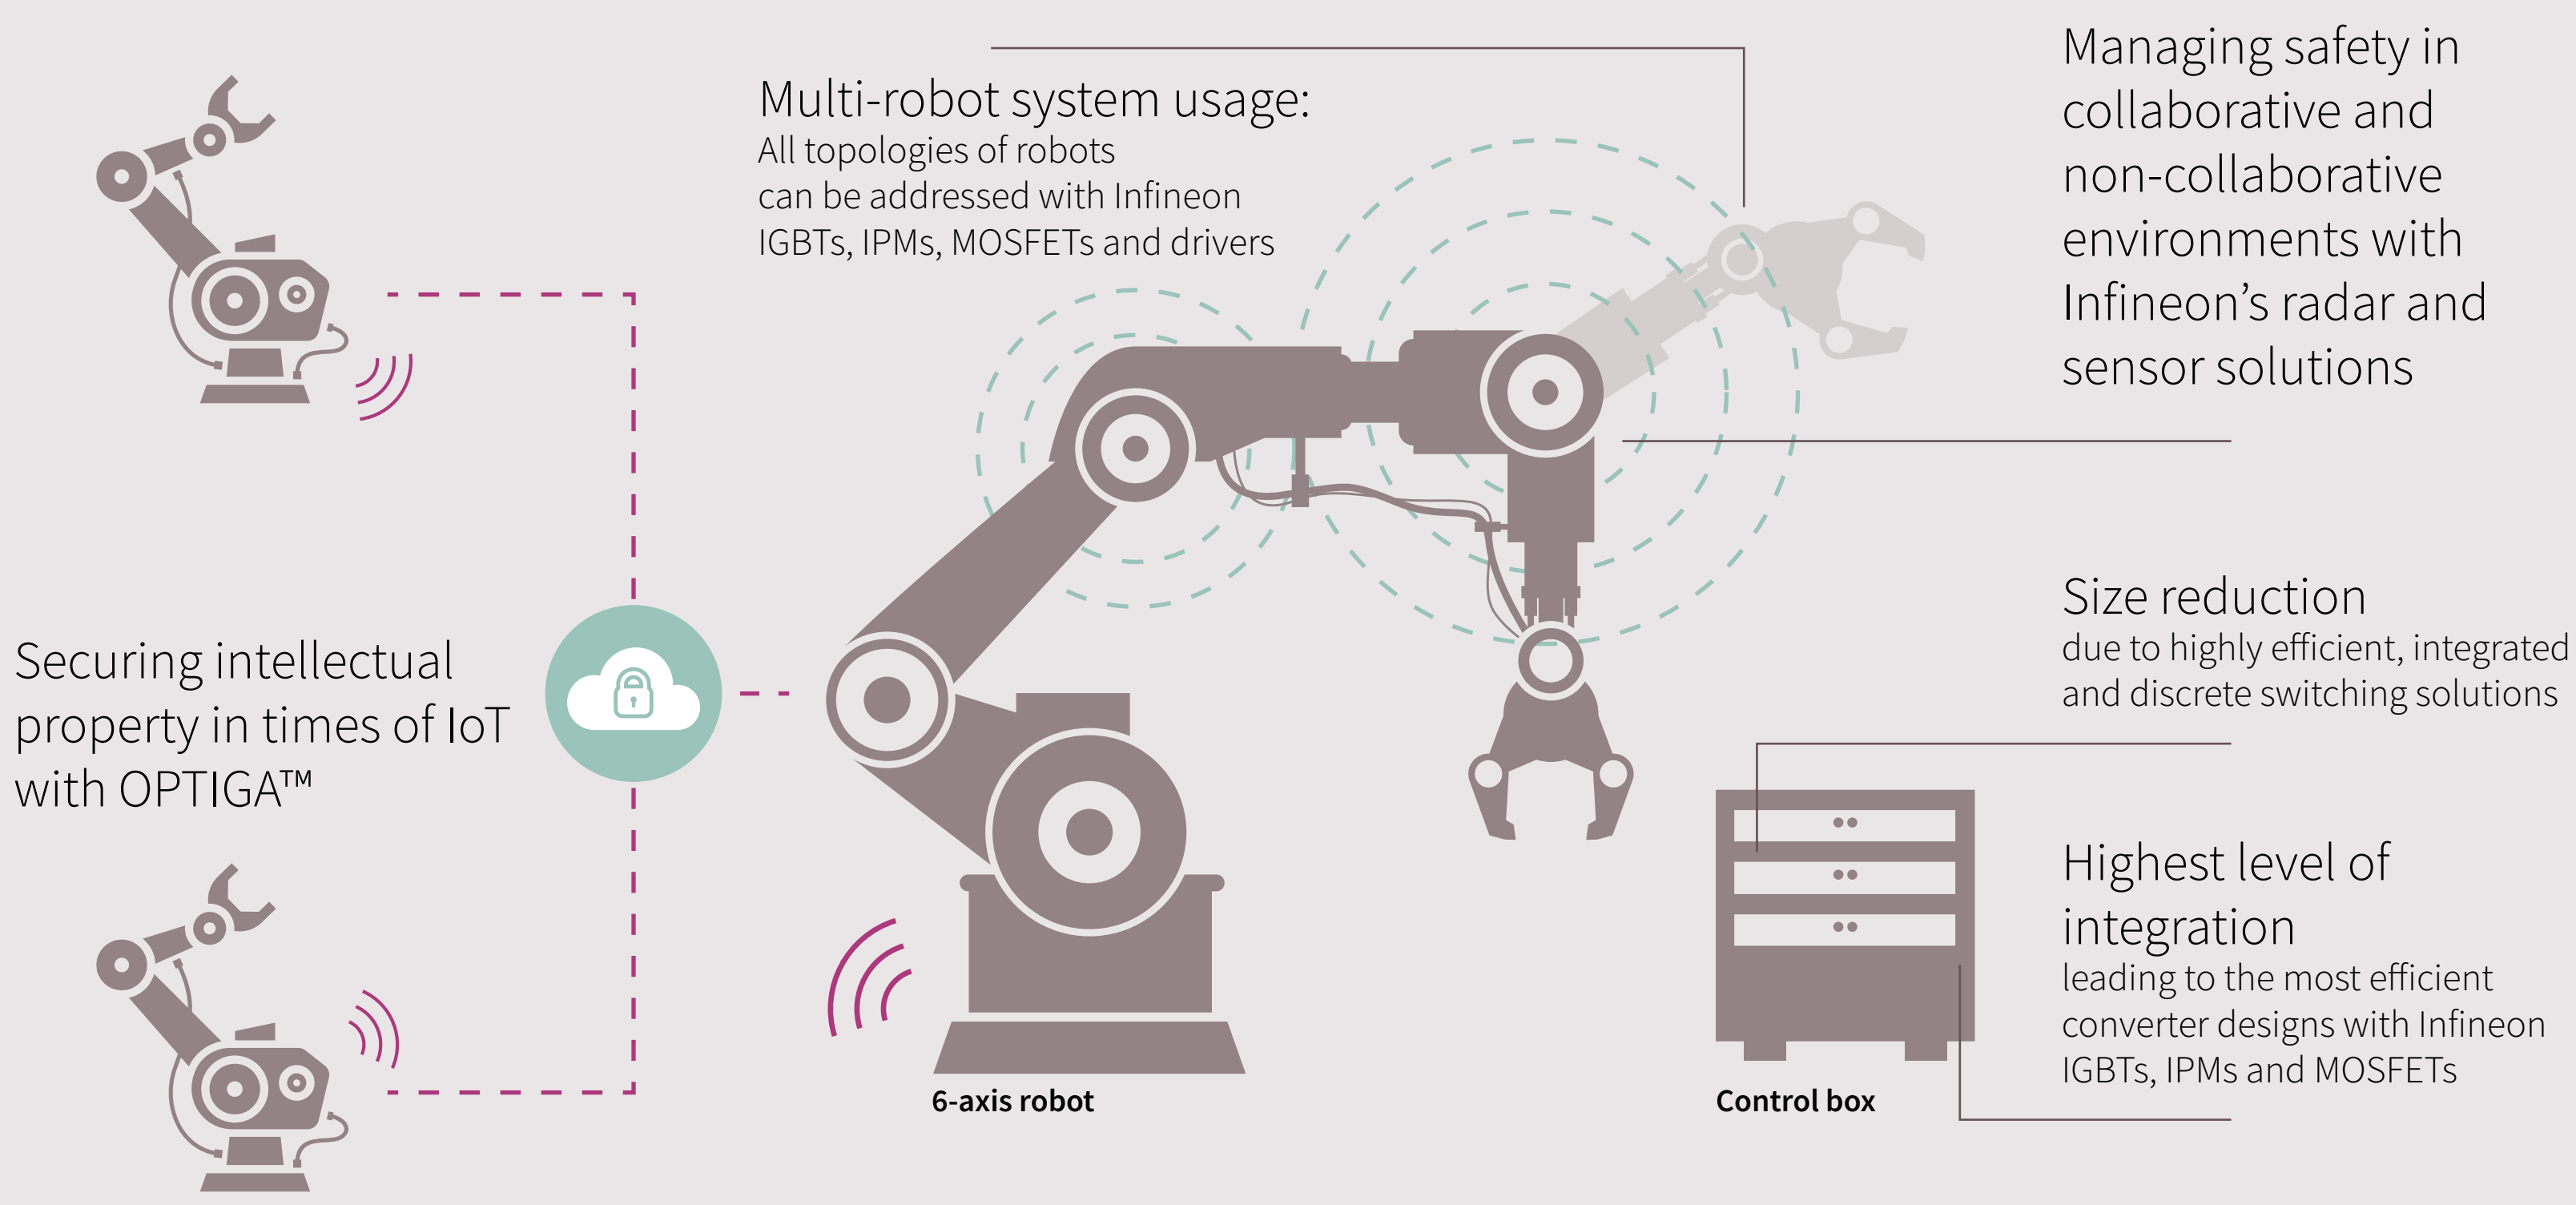 Multi-robot system usage:
All topologies of robots
can be addressed with Infineon
IGBTs, IPMs, MOSFETs and drivers
Managing safety in
collaborative and
non-collaborative
environments with
Infineon’s radar and
sensor solutions
Securing intellectual
property in times of IoT
with OPTIGA™
Size reduction
due to highly efficient, integrated
and discrete switching solutions
Highest level of
integration
leading to the most efficient
converter designs with Infineon
IGBTs, IPMs and MOSFETs
6-axis robot
Control box